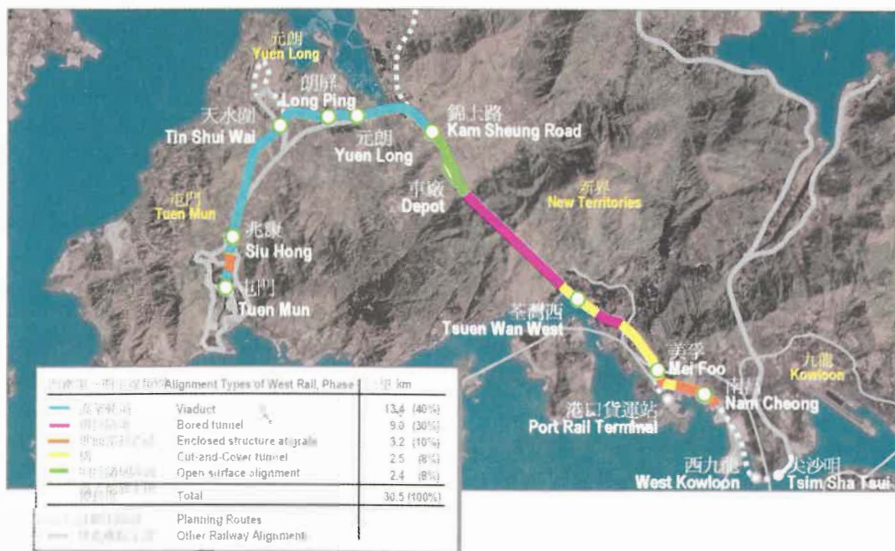 元朗
Yuen Long
朗屏
Long Ping
天水圍
Tin Shui Wai
元朗
Yuen Long
錦上路
Kam Sheung Road
車廠
Depot
新界
New Territories
屯門
Tuen Mun
兆康
Siu Hong
屯門
Tuen Mun
荃灣西
Tsuen Wan West
美孚
Mei Foo
九龍
Kowloon
南昌
Nam Cheong
港口貨運站
Port Rail Terminal
西九龍
West Kowloon
尖沙咀
Tsim Sha Tsui
Alignment Types of West Rail, Phase km
Viaduct 13.4 (40%)
Bored tunnel 9.0 (30%)
Enclosed structure at grade 3.2 (10%)
Cut-and-Cover tunnel 2.5 (8%)
Open surface alignment 2.4 (8%)
Total 30.5 (100%)
Planning Routes
Other Railway Alignment